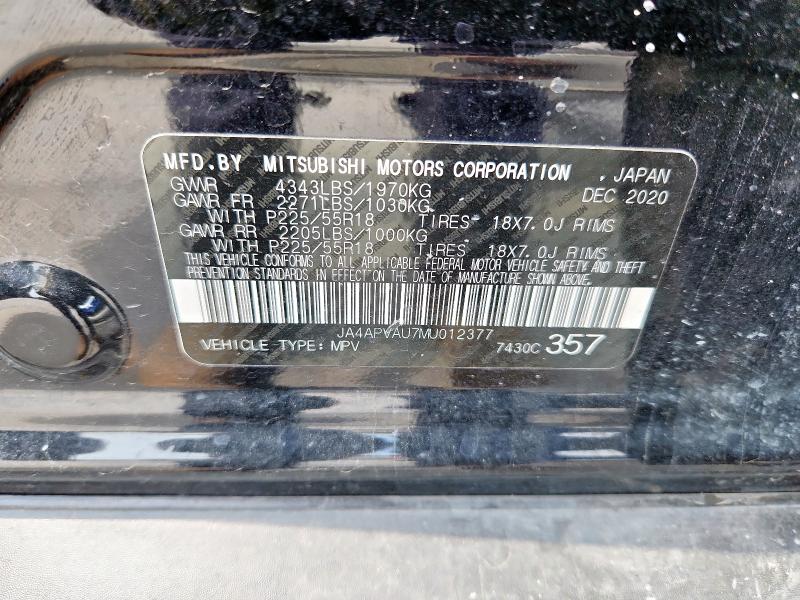 MFD.BY MITSUBISHI MOTORS CORPORATION , JAPAN
GVWR 4343LBS/1970KG DEC 2020
GAWR FR 2271LBS/1030KG
WITH P225/55R18 TIRES 18X7.0J RIMS
GAWR RR 2205LBS/1000KG
WITH P225/55R18 TIRES 18X7.0J RIMS
THIS VEHICLE CONFORMS TO ALL APPLICABLE FEDERAL MOTOR VEHICLE SAFETY AND THEFT
PREVENTION STANDARDS IN EFFECT ON THE DATE OF MANUFACTURE SHOWN ABOVE.
JA4APVAU7MU012377
VEHICLE TYPE: MPV 7430C 357